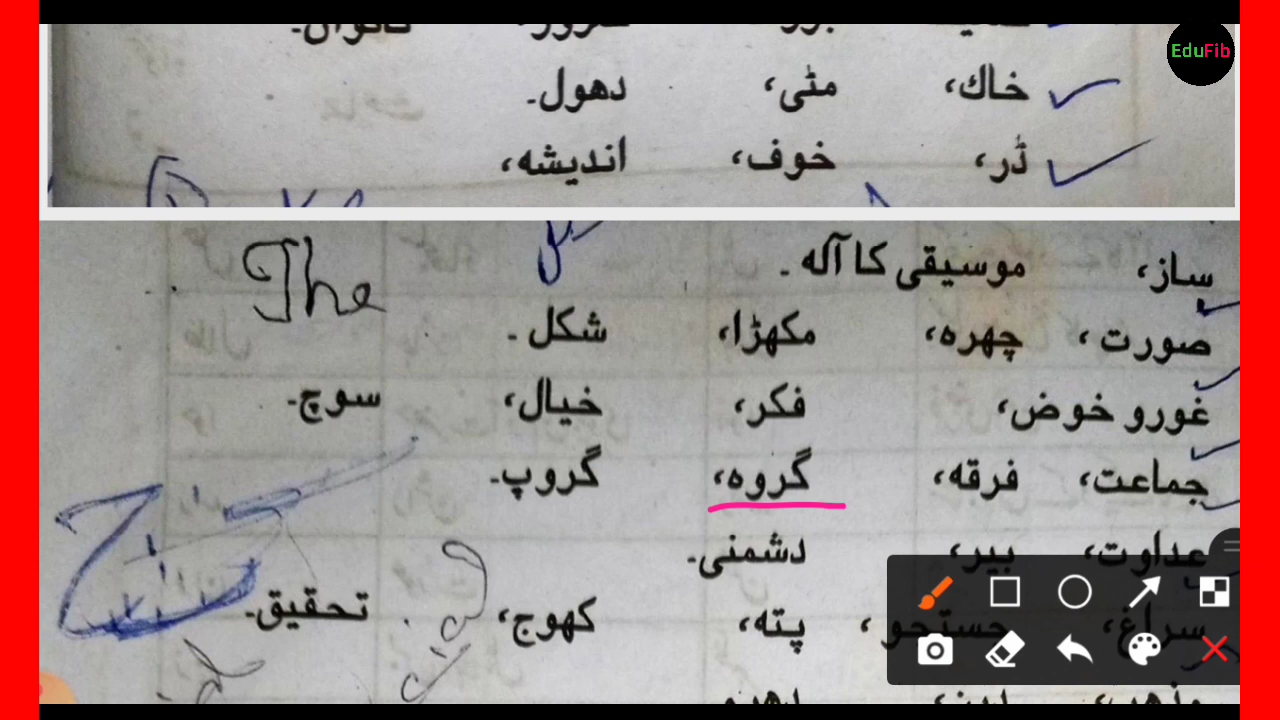 EduFib
خاك، مٹی، دھول۔
ڈر، خوف، اندیشہ،
ساز، موسیقی کا آلہ۔
The
صورت، چہرہ، مکھڑا، شکل۔
غورو خوض، فکر، خیال، سوچ۔
جماعت، فرقہ، گروہ، گروپ۔
عداوت، بیر، دشمنی۔
سراغ، جستجو، پتہ، کھوج، تحقیق۔